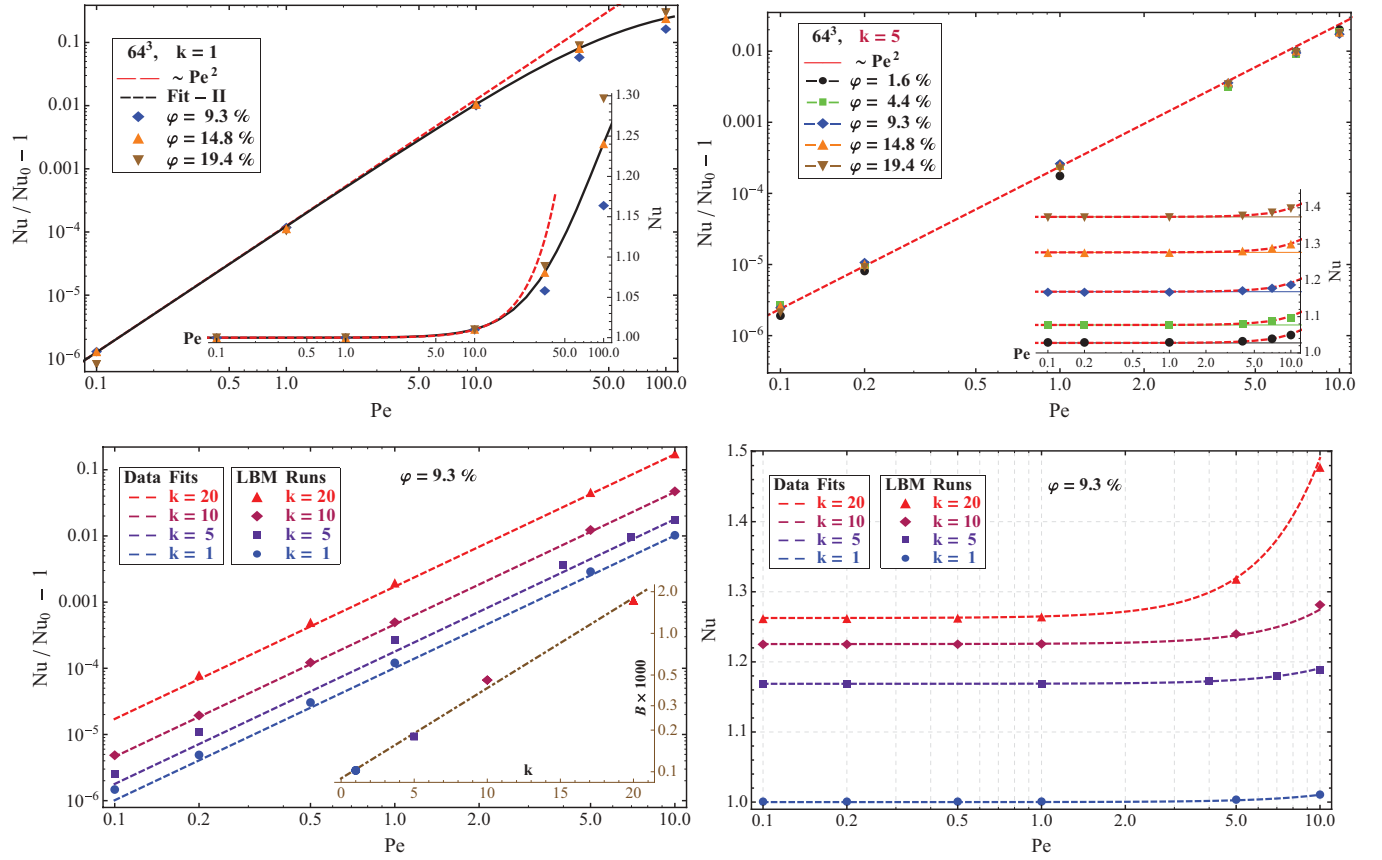 64³, k = 1
~ Pe²
Fit – II
φ = 9.3 %
φ = 14.8 %
φ = 19.4 %
Nu / Nu₀ – 1
0.1
0.01
0.001
10⁻⁴
10⁻⁵
10⁻⁶
0.1 0.5 1.0 5.0 10.0 50.0 100.0
Pe
1.30
1.25
1.20
1.15
1.10
1.05
1.00
Nu
Pe
0.1 0.5 1.0 5.0 10.0 50.0 100.0
64³, k = 5
~ Pe²
φ = 1.6 %
φ = 4.4 %
φ = 9.3 %
φ = 14.8 %
φ = 19.4 %
Nu / Nu₀ – 1
0.01
0.001
10⁻⁴
10⁻⁵
10⁻⁶
0.1 0.2 0.5 1.0 2.0 5.0 10.0
Pe
1.4
1.3
1.2
1.1
1.0
Nu
Pe
0.1 0.2 0.5 1.0 2.0 5.0 10.0
Data Fits
k = 20
k = 10
k = 5
k = 1
LBM Runs
k = 20
k = 10
k = 5
k = 1
φ = 9.3 %
Nu / Nu₀ – 1
0.1
0.01
0.001
10⁻⁴
10⁻⁵
10⁻⁶
0.1 0.2 0.5 1.0 2.0 5.0 10.0
Pe
2.0
1.0
0.5
0.3
0.2
0.1
B × 1000
k
0 5 10 15 20
Data Fits
k = 20
k = 10
k = 5
k = 1
LBM Runs
k = 20
k = 10
k = 5
k = 1
φ = 9.3 %
Nu
1.5
1.4
1.3
1.2
1.1
1.0
0.1 0.2 0.5 1.0 2.0 5.0 10.0
Pe